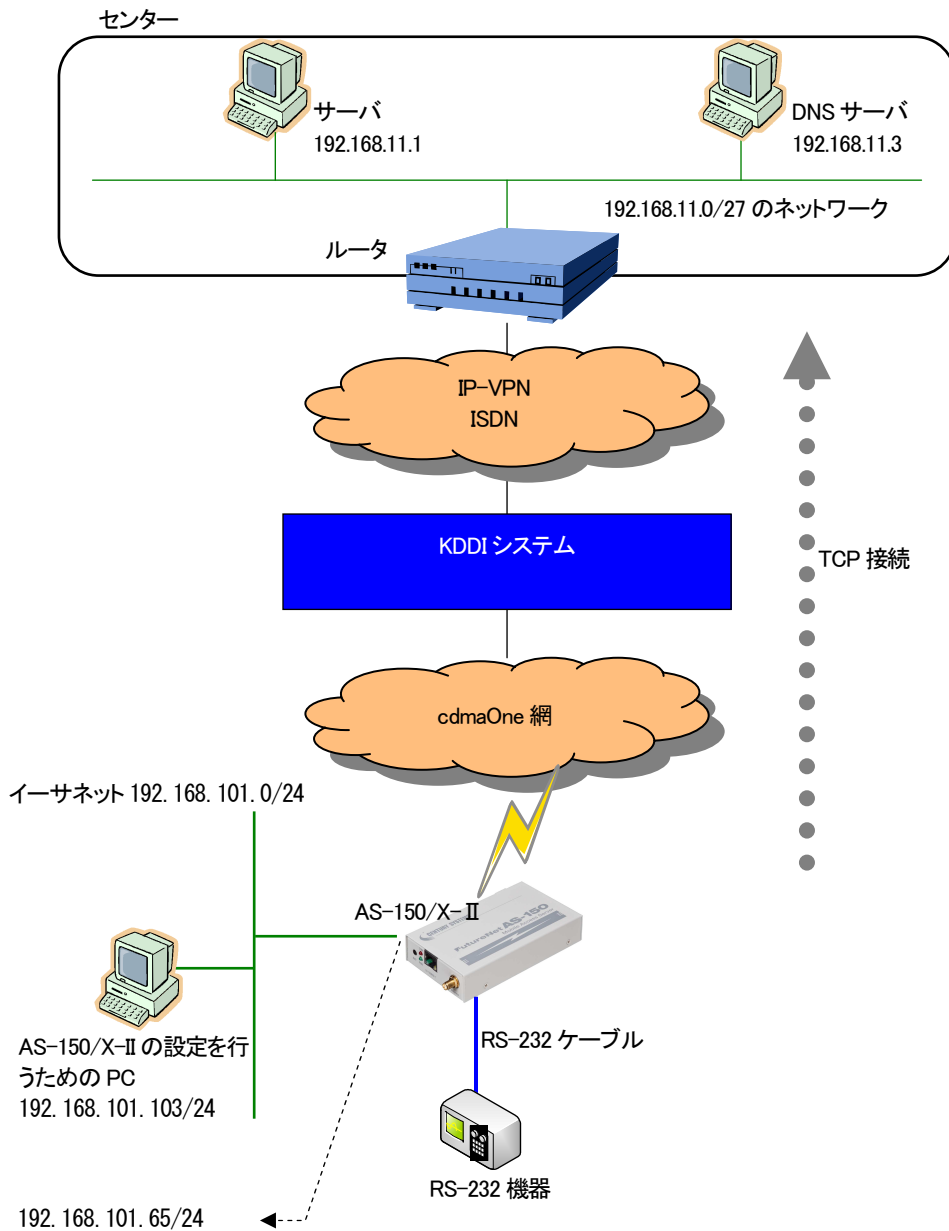 センター
サーバ
192.168.11.1
DNS サーバ
192.168.11.3
192.168.11.0/27 のネットワーク
ルータ
IP-VPN
ISDN
KDDI システム
TCP 接続
cdmaOne 網
イーサネット 192.168.101.0/24
AS-150/X-Ⅱ
FutureNet AS-150
RS-232 ケーブル
AS-150/X-Ⅱ の設定を行
うための PC
192.168.101.103/24
RS-232 機器
192.168.101.65/24